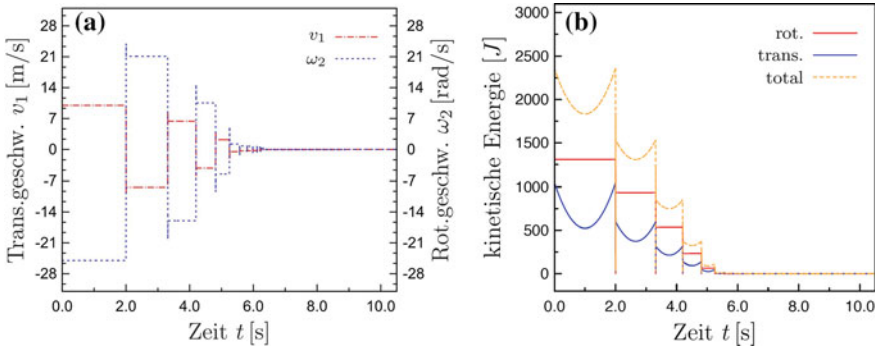 (a)
v₁
ω₂
Trans.geschw. v₁ [m/s]
28
21
14
7
0
-7
-14
-21
-28
0.0 2.0 4.0 6.0 8.0 10.0
Zeit t [s]
28
21
14
7
0
-7
-14
-21
-28
Rot.geschw. ω₂ [rad/s]
(b)
rot.
trans.
total
kinetische Energie [J]
3000
2500
2000
1500
1000
500
0
0.0 2.0 4.0 6.0 8.0 10.0
Zeit t [s]